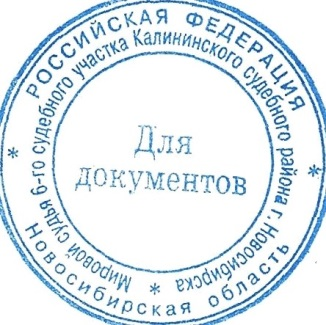 РОССИЙСКАЯ ФЕДЕРАЦИЯ
* Новосибирская область *
Мировой судья 6-го судебного участка Калининского судебного района г. Новосибирска *
Для
документов